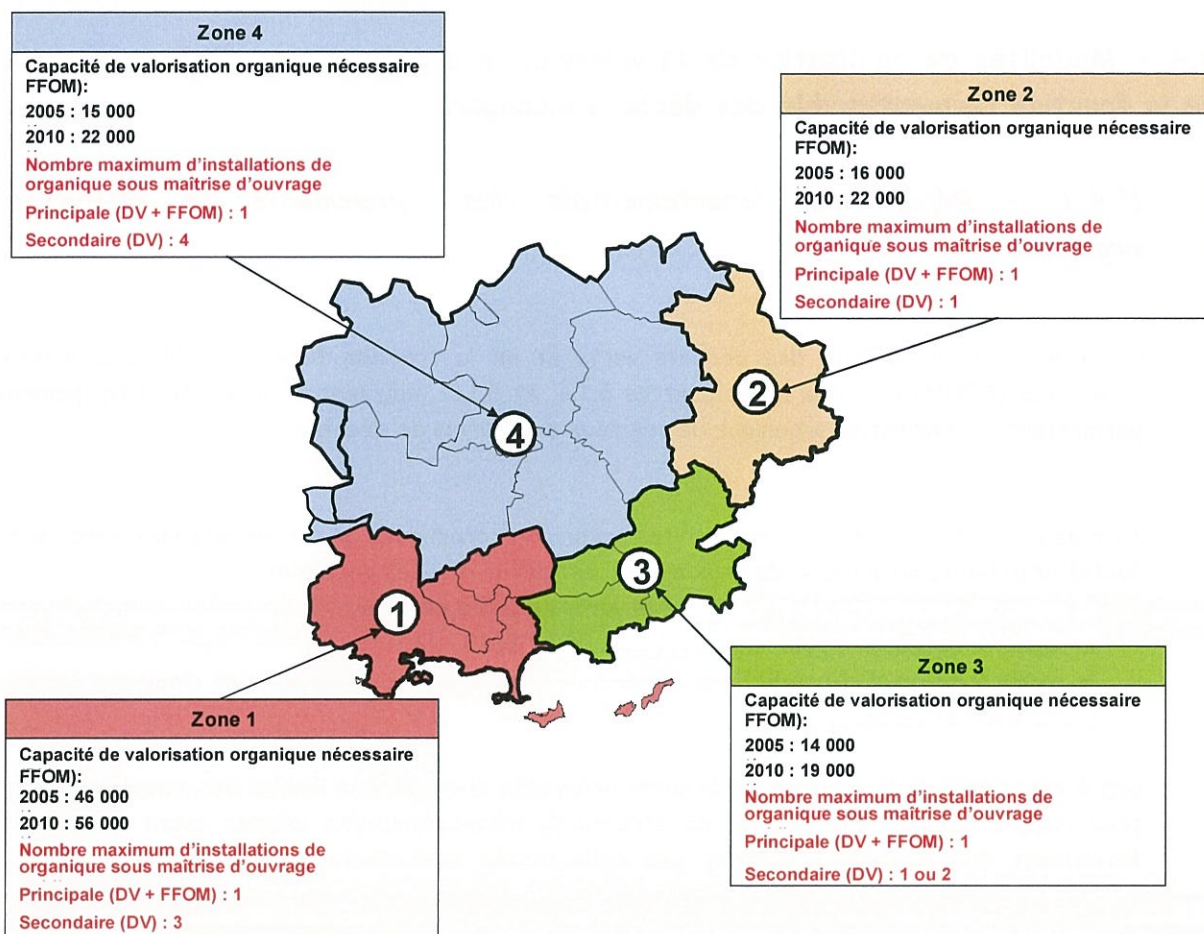 Zone 4
Capacité de valorisation organique nécessaire
FFOM):
2005 : 15 000
2010 : 22 000
Nombre maximum d'installations de
organique sous maîtrise d'ouvrage
Principale (DV + FFOM) : 1
Secondaire (DV) : 4
Zone 2
Capacité de valorisation organique nécessaire
FFOM):
2005 : 16 000
2010 : 22 000
Nombre maximum d'installations de
organique sous maîtrise d'ouvrage
Principale (DV + FFOM) : 1
Secondaire (DV) : 1
2
4
3
1
Zone 3
Capacité de valorisation organique nécessaire
FFOM):
2005 : 14 000
2010 : 19 000
Nombre maximum d'installations de
organique sous maîtrise d'ouvrage
Principale (DV + FFOM) : 1
Secondaire (DV) : 1 ou 2
Zone 1
Capacité de valorisation organique nécessaire
FFOM):
2005 : 46 000
2010 : 56 000
Nombre maximum d'installations de
organique sous maîtrise d'ouvrage
Principale (DV + FFOM) : 1
Secondaire (DV) : 3